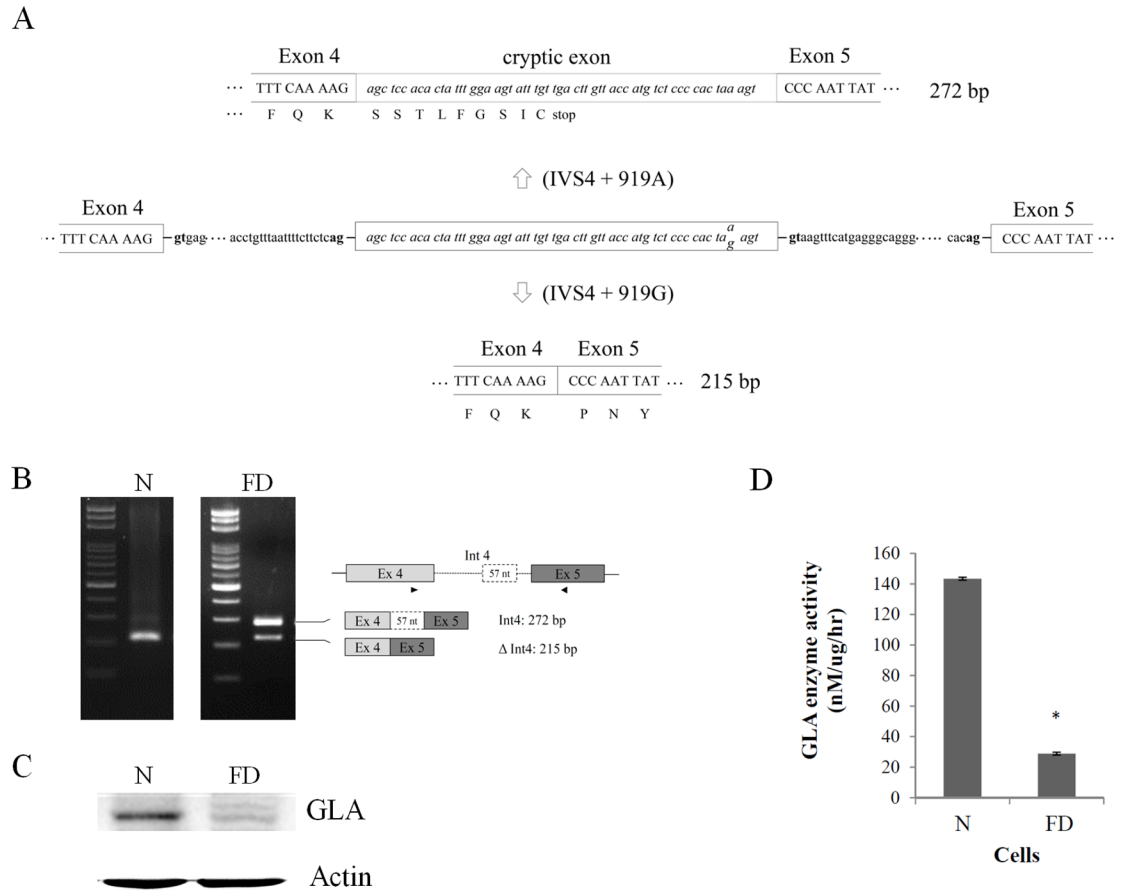 A
Exon 4 cryptic exon Exon 5
··· TTT CAA AAG agc tcc aca cta ttt gga agt att tgt tga ctt gtt acc atg tct ccc cac taa agt CCC AAT TAT ··· 272 bp
··· F Q K S S T L F G S I C stop
(IVS4 + 919A)
Exon 4 Exon 5
··· TTT CAA AAG gtgag···· acctgtttaattttcttctcag agc tcc aca cta ttt gga agt att tgt tga ctt gtt acc atg tct ccc cac ta a/g agt gtaagtttcatgagggcaggg····· cacag CCC AAT TAT ···
(IVS4 + 919G)
Exon 4 Exon 5
··· TTT CAA AAG CCC AAT TAT ··· 215 bp
F Q K P N Y
B
N FD
Int 4
Ex 4 57 nt Ex 5
Ex 4 57 nt Ex 5 Int4: 272 bp
Ex 4 Ex 5 Δ Int4: 215 bp
C
N FD
GLA
Actin
D
GLA enzyme activity
(nM/ug/hr)
160
140
120
100
80
60
40
20
0
*
N FD
Cells